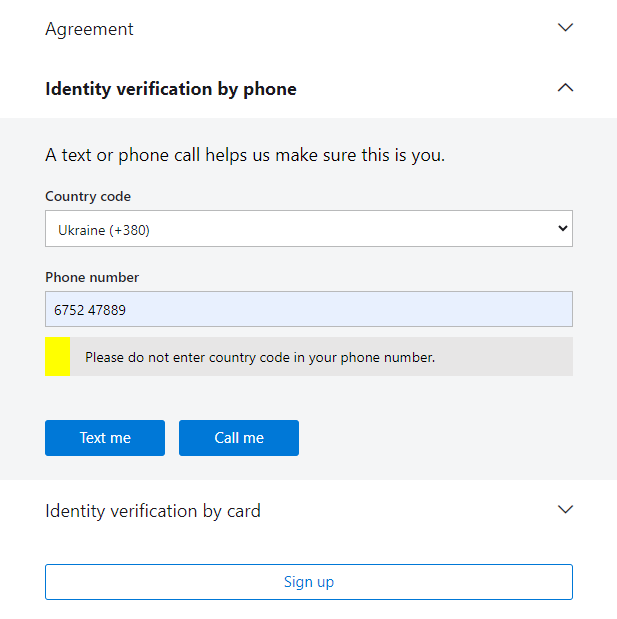 Agreement
Identity verification by phone
A text or phone call helps us make sure this is you.
Country code
Ukraine (+380)
Phone number
6752 47889
Please do not enter country code in your phone number.
Text me Call me
Identity verification by card
Sign up